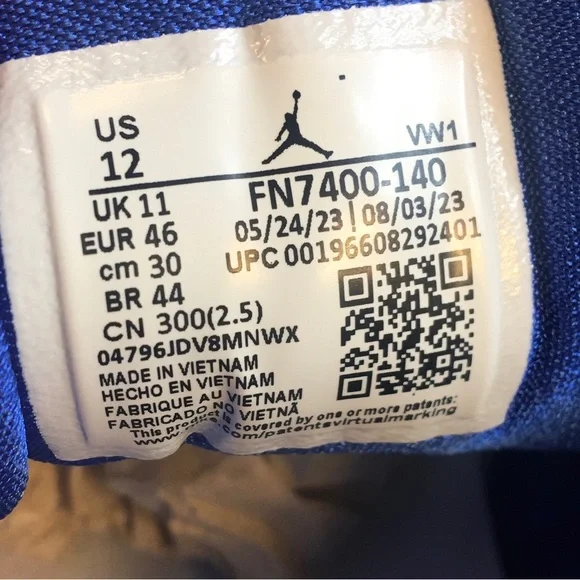 US
12
VW1
FN7400-140
UK 11
05/24/23 | 08/03/23
EUR 46
UPC 00196608292401
cm 30
BR 44
CN 300(2.5)
04796JDV8MNWX
MADE IN VIETNAM
HECHO EN VIETNAM
FABRIQUE AU VIETNAM
FABRICADO NO VIETNÃ
This product is covered by one or more patents:
/patentsvirtualmarking